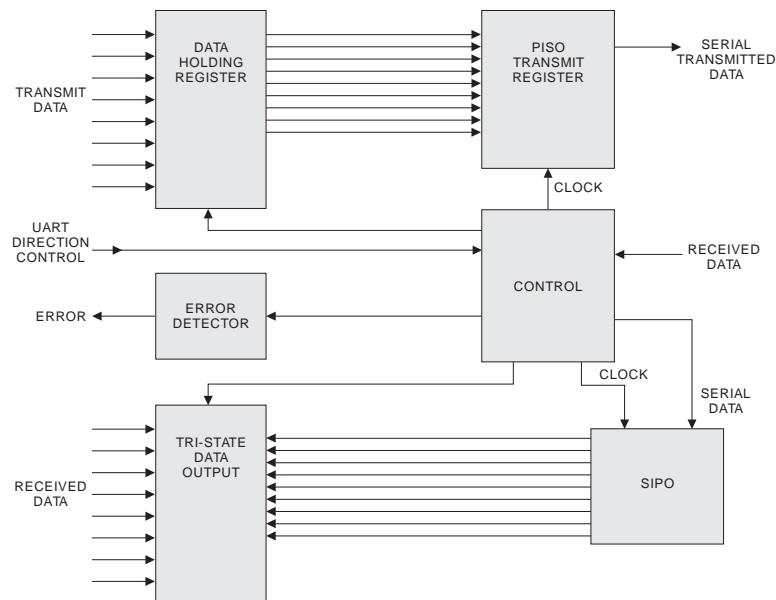 DATA
HOLDING
REGISTER
PISO
TRANSMIT
REGISTER
SERIAL
TRANSMITTED
DATA
TRANSMIT
DATA
CLOCK
UART
DIRECTION
CONTROL
RECEIVED
DATA
CONTROL
ERROR
ERROR
DETECTOR
CLOCK
SERIAL
DATA
TRI-STATE
DATA
OUTPUT
RECEIVED
DATA
SIPO